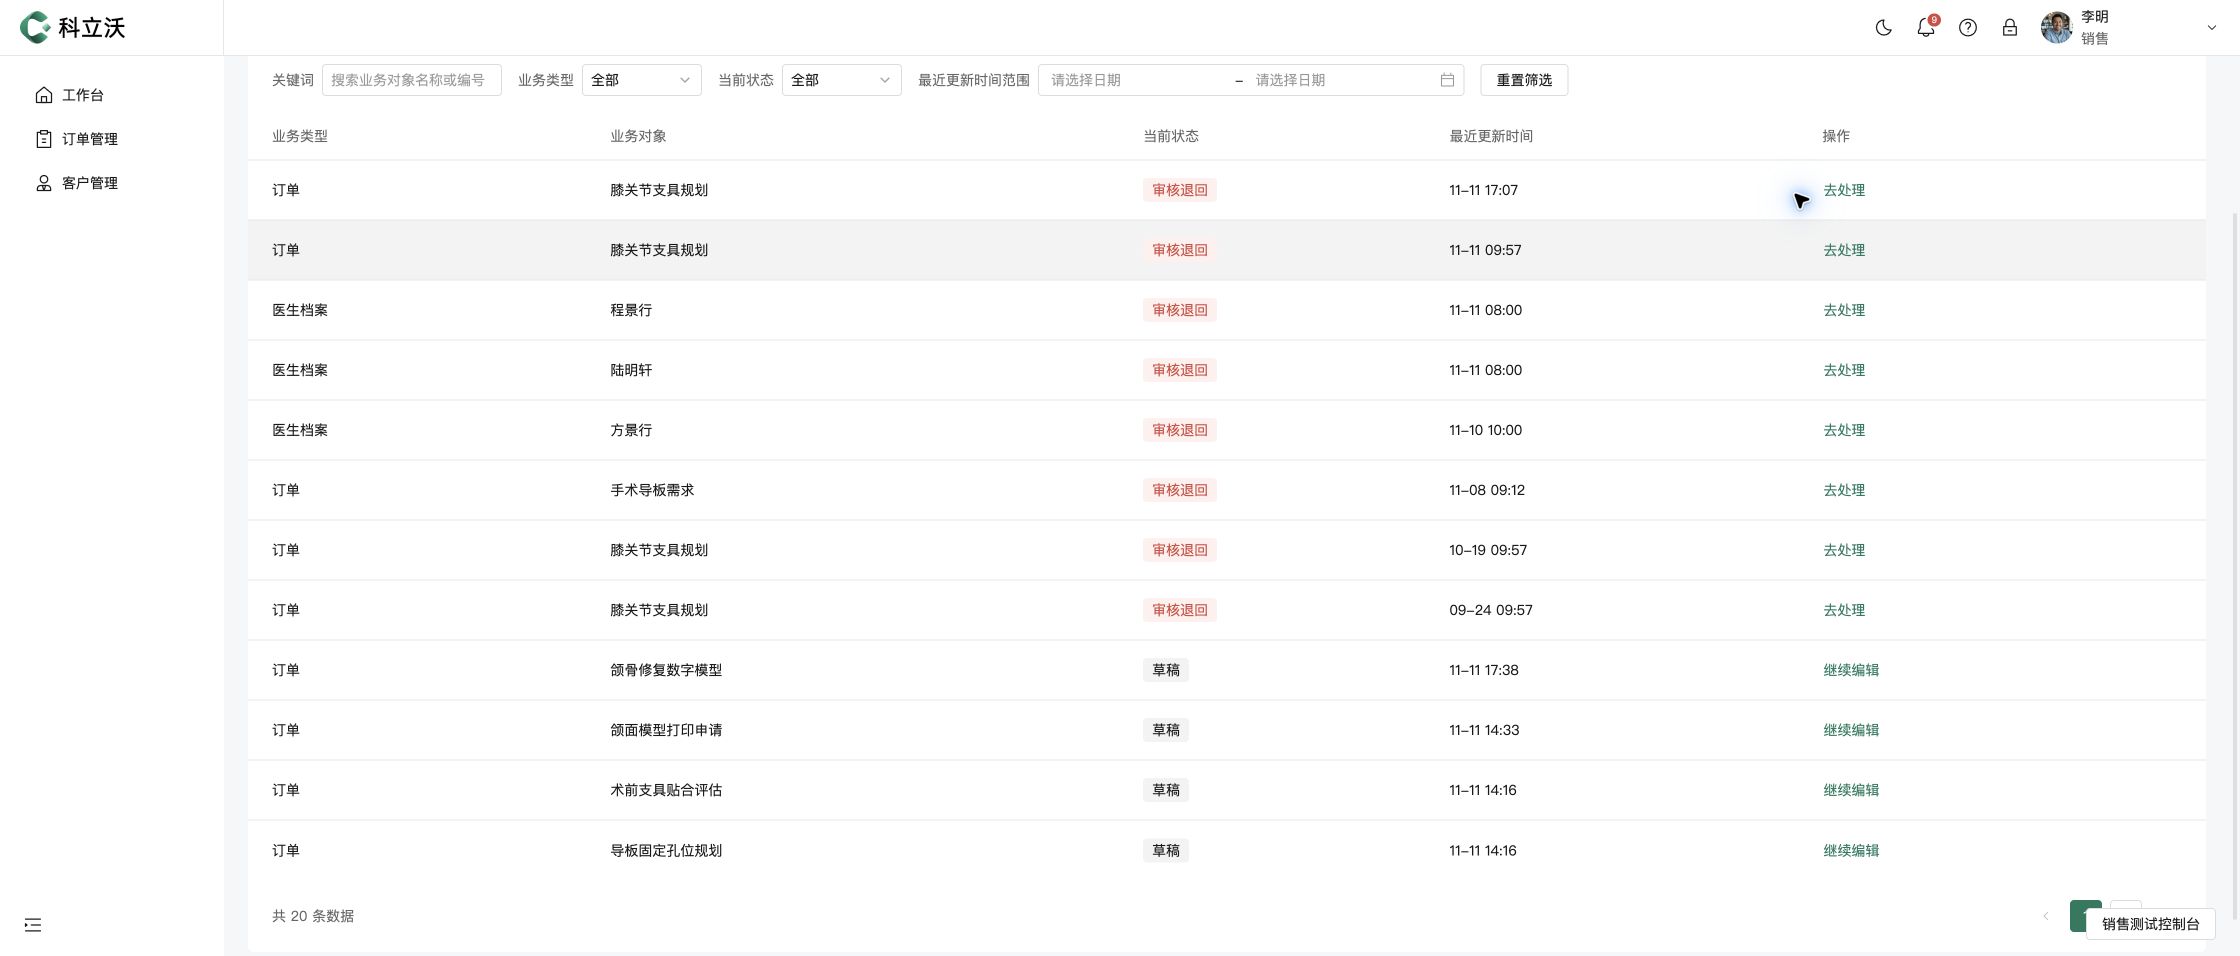 科立沃
9
李明
销售
工作台
订单管理
客户管理
关键词 搜索业务对象名称或编号 业务类型 全部 当前状态 全部 最近更新时间范围 请选择日期 – 请选择日期 重置筛选
业务类型 业务对象 当前状态 最近更新时间 操作
订单 膝关节支具规划 审核退回 11-11 17:07 去处理
订单 膝关节支具规划 审核退回 11-11 09:57 去处理
医生档案 程景行 审核退回 11-11 08:00 去处理
医生档案 陆明轩 审核退回 11-11 08:00 去处理
医生档案 方景行 审核退回 11-10 10:00 去处理
订单 手术导板需求 审核退回 11-08 09:12 去处理
订单 膝关节支具规划 审核退回 10-19 09:57 去处理
订单 膝关节支具规划 审核退回 09-24 09:57 去处理
订单 颌骨修复数字模型 草稿 11-11 17:38 继续编辑
订单 颌面模型打印申请 草稿 11-11 14:33 继续编辑
订单 术前支具贴合评估 草稿 11-11 14:16 继续编辑
订单 导板固定孔位规划 草稿 11-11 14:16 继续编辑
共 20 条数据
销售测试控制台